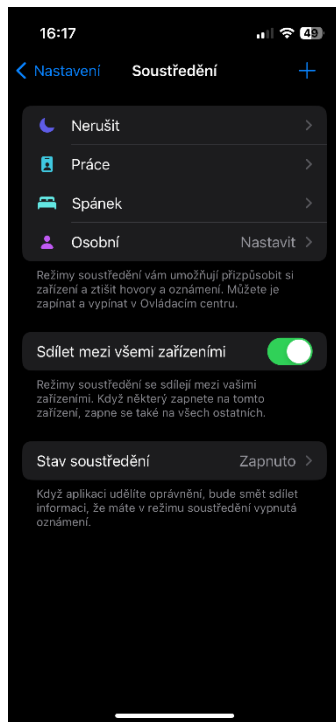 16:17
49
Nastavení
Soustředění
Nerušit
Práce
Spánek
Osobní Nastavit
Režimy soustředění vám umožňují přizpůsobit si
zařízení a ztišit hovory a oznámení. Můžete je
zapínat a vypínat v Ovládacím centru.
Sdílet mezi všemi zařízeními
Režimy soustředění se sdílejí mezi vašimi
zařízeními. Když některý zapnete na tomto
zařízení, zapne se také na všech ostatních.
Stav soustředění Zapnuto
Když aplikaci udělíte oprávnění, bude smět sdílet
informaci, že máte v režimu soustředění vypnutá
oznámení.